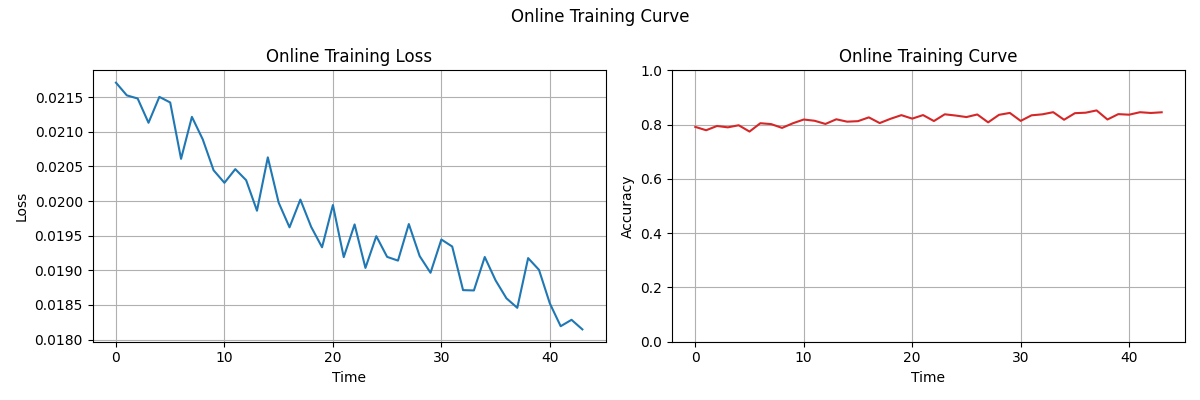 Online Training Curve
Online Training Loss
0.0215
0.0210
0.0205
0.0200
0.0195
0.0190
0.0185
0.0180
Loss
0 10 20 30 40
Time
Online Training Curve
1.0
0.8
0.6
0.4
0.2
0.0
Accuracy
0 10 20 30 40
Time